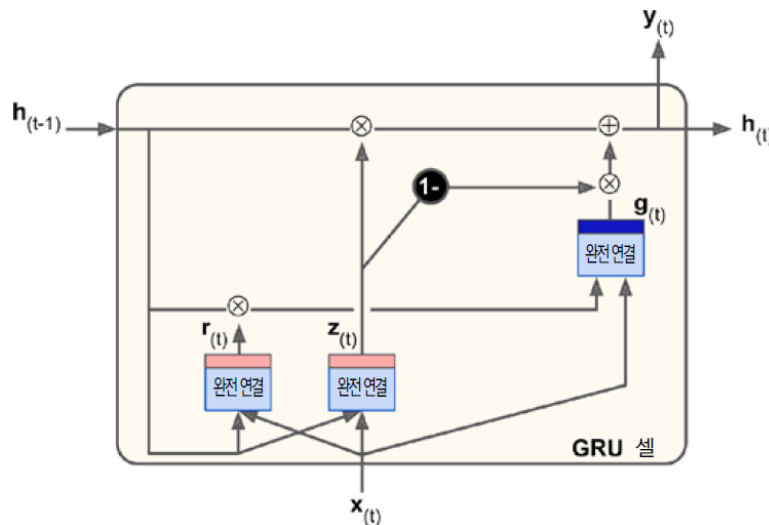 y(t)
h(t-1)
h(t)
1-
g(t)
완전 연결
r(t)
z(t)
완전 연결
완전 연결
GRU 셀
x(t)